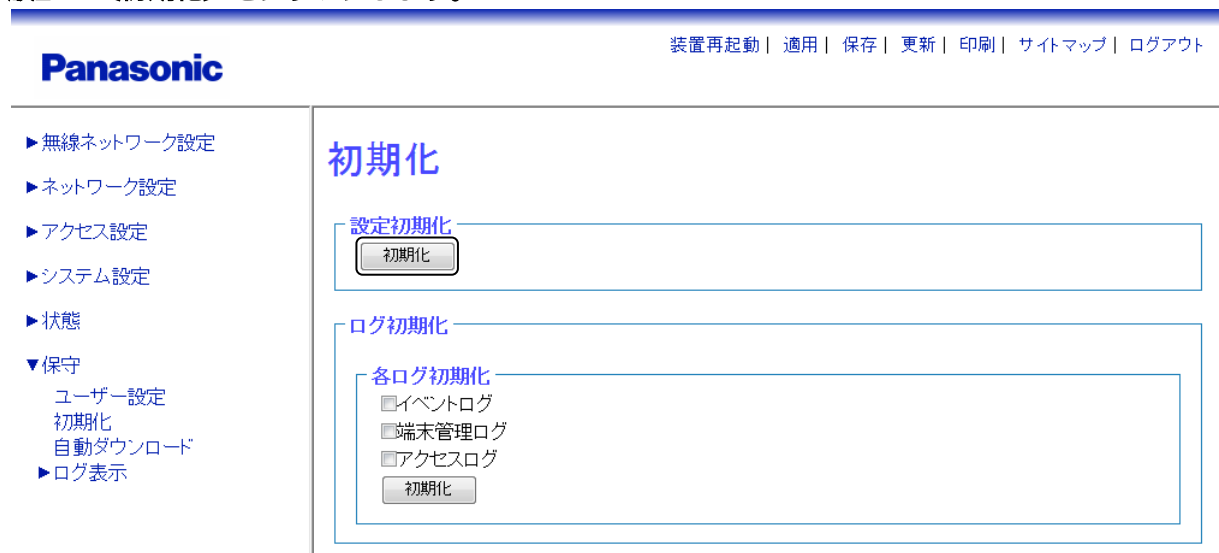 装置再起動| 適用| 保存| 更新| 印刷| サイトマップ| ログアウト
Panasonic
▶無線ネットワーク設定
▶ネットワーク設定
▶アクセス設定
▶システム設定
▶状態
▼保守
ユーザー設定
初期化
自動ダウンロード
▶ログ表示
初期化
設定初期化
初期化
ログ初期化
各ログ初期化
イベントログ
端末管理ログ
アクセスログ
初期化